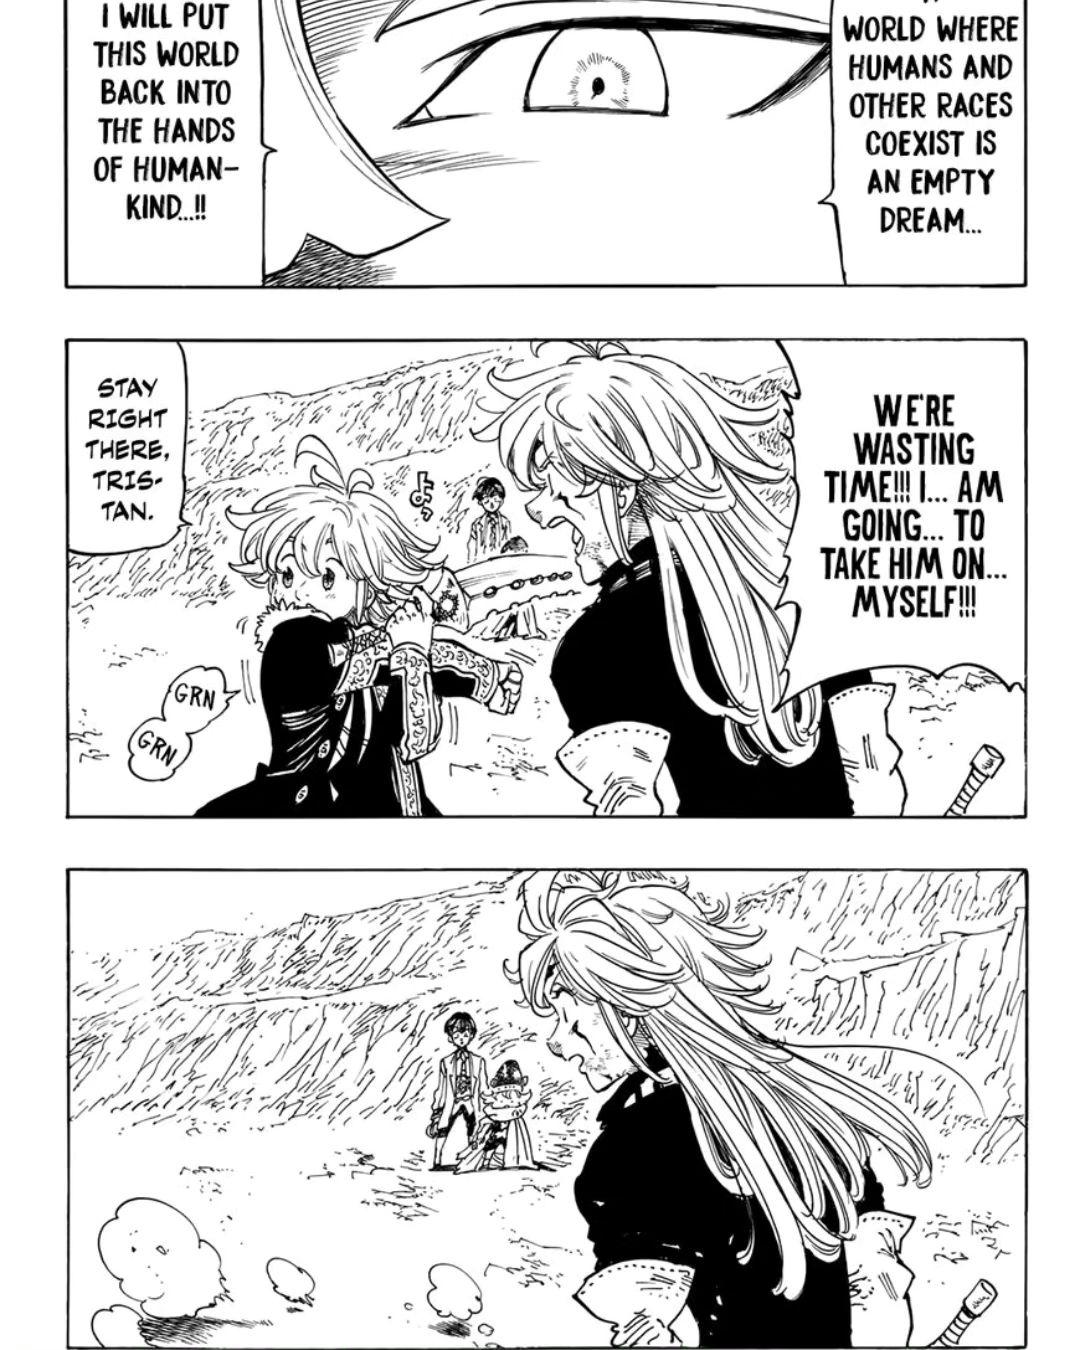 WORLD WHERE
HUMANS AND
OTHER RACES
COEXIST IS
AN EMPTY
DREAM...
I WILL PUT
THIS WORLD
BACK INTO
THE HANDS
OF HUMAN-
KIND...!!
WE'RE
WASTING
TIME!!! I... AM
GOING... TO
TAKE HIM ON...
MYSELF!!!
よっ
STAY
RIGHT
THERE,
TRIS-
TAN.
GRN
GRN